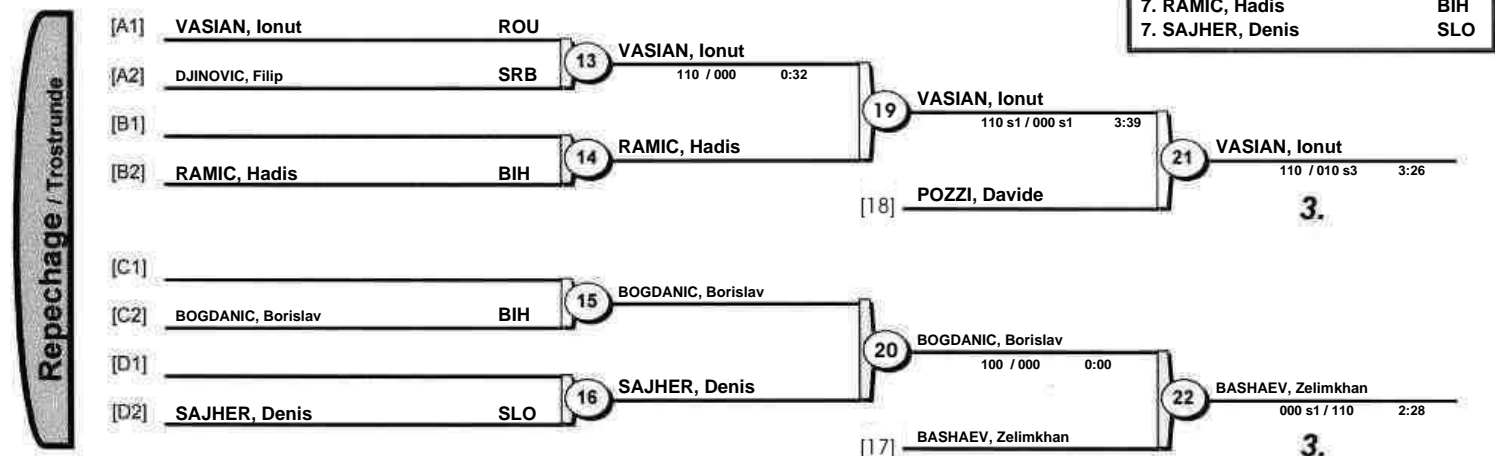 7. RAMIC, Hadis BIH
7. SAJHER, Denis SLO
Repechage / Trostrunde
[A1] VASIAN, Ionut ROU
[A2] DJINOVIC, Filip SRB
13 VASIAN, Ionut
110 / 000 0:32
[B1]
[B2] RAMIC, Hadis BIH
14 RAMIC, Hadis
19 VASIAN, Ionut
110 s1 / 000 s1 3:39
[18] POZZI, Davide
21 VASIAN, Ionut
110 / 010 s3 3:26
3.
[C1]
[C2] BOGDANIC, Borislav BIH
15 BOGDANIC, Borislav
[D1]
[D2] SAJHER, Denis SLO
16 SAJHER, Denis
20 BOGDANIC, Borislav
100 / 000 0:00
[17] BASHAEV, Zelimkhan
22 BASHAEV, Zelimkhan
000 s1 / 110 2:28
3.